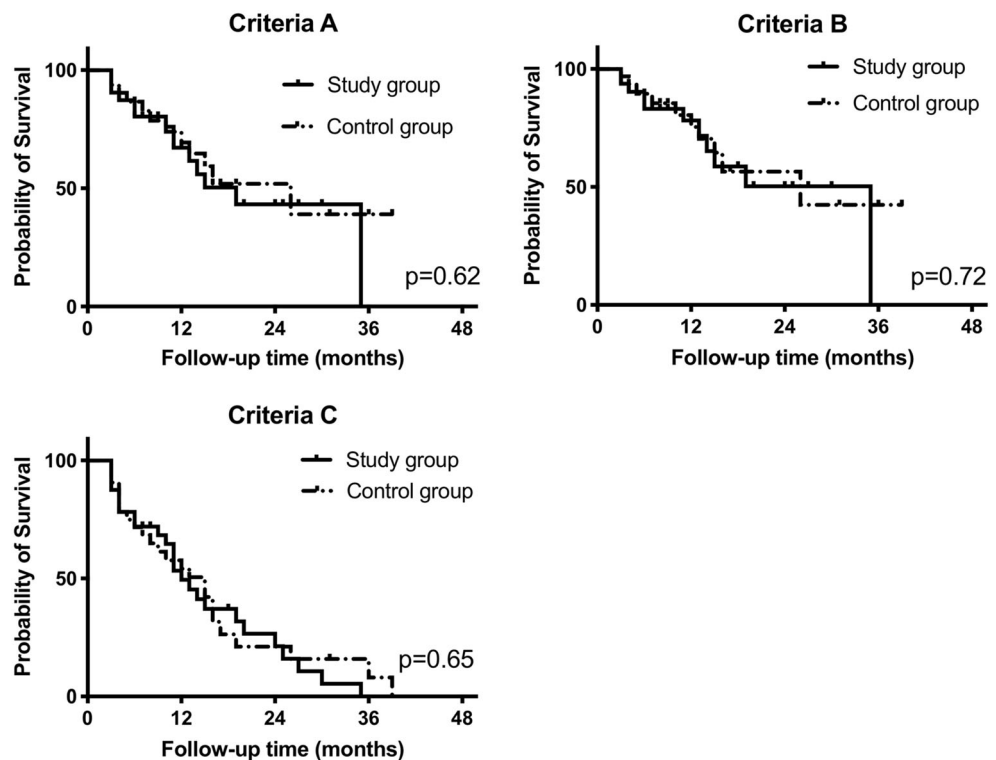 Criteria A
Probability of Survival
100
50
0
Study group
Control group
p=0.62
0 12 24 36 48
Follow-up time (months)
Criteria B
Probability of Survival
100
50
0
Study group
Control group
p=0.72
0 12 24 36 48
Follow-up time (months)
Criteria C
Probability of Survival
100
50
0
Study group
Control group
p=0.65
0 12 24 36 48
Follow-up time (months)